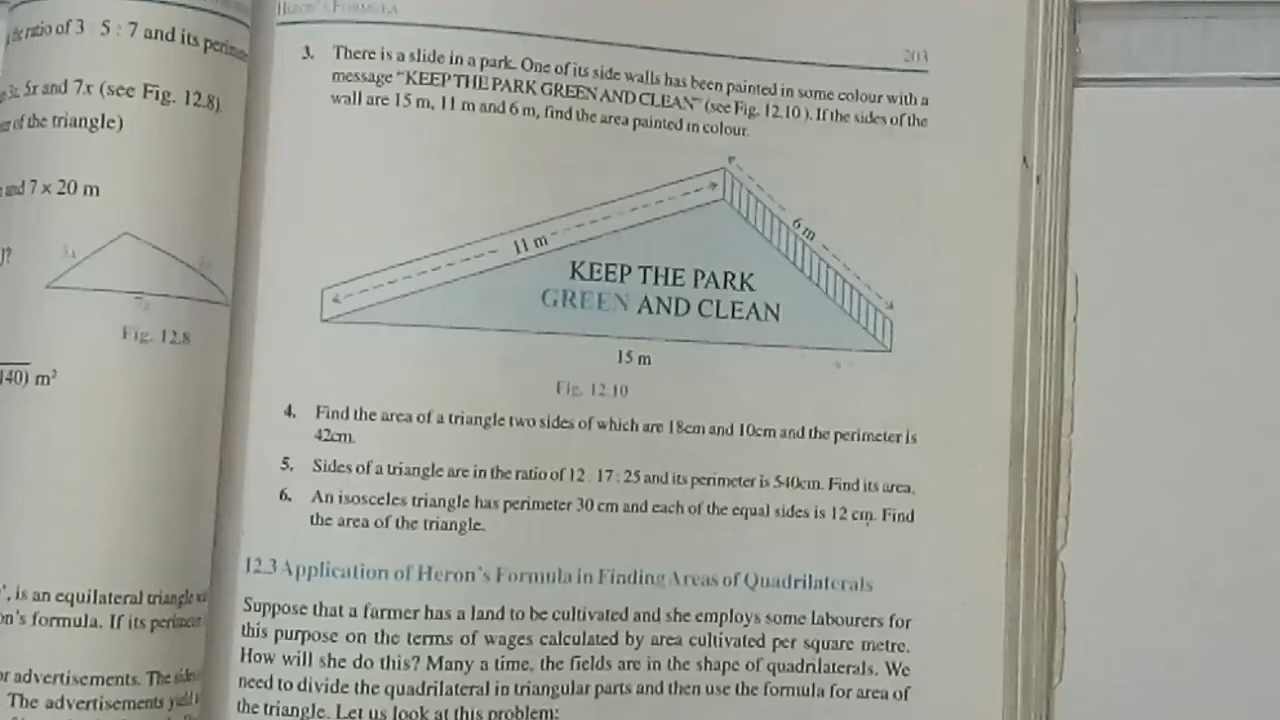 ratio of 3 5 : 7 and its
5x and 7x (see Fig. 12.8).
of the triangle)
and 7 × 20 m
Fig. 12.8
140) m²
is an equilateral triangle
on's formula. If its
or advertisements. The
The advertisements
HERON'S FORMULA
203
3. There is a slide in a park. One of its side walls has been painted in some colour with a
message "KEEP THE PARK GREEN AND CLEAN" (see Fig. 12.10 ). If the sides of the
wall are 15 m, 11 m and 6 m, find the area painted in colour.
6 m
11 m
KEEP THE PARK
GREEN AND CLEAN
15 m
Fig. 12.10
4. Find the area of a triangle two sides of which are 18cm and 10cm and the perimeter is
42cm.
5. Sides of a triangle are in the ratio of 12 : 17 : 25 and its perimeter is 540cm. Find its area.
6. An isosceles triangle has perimeter 30 cm and each of the equal sides is 12 cm. Find
the area of the triangle.
12.3 Application of Heron's Formula in Finding Areas of Quadrilaterals
Suppose that a farmer has a land to be cultivated and she employs some labourers for
this purpose on the terms of wages calculated by area cultivated per square metre.
How will she do this? Many a time, the fields are in the shape of quadrilaterals. We
need to divide the quadrilateral in triangular parts and then use the formula for area of
the triangle. Let us look at this problem: